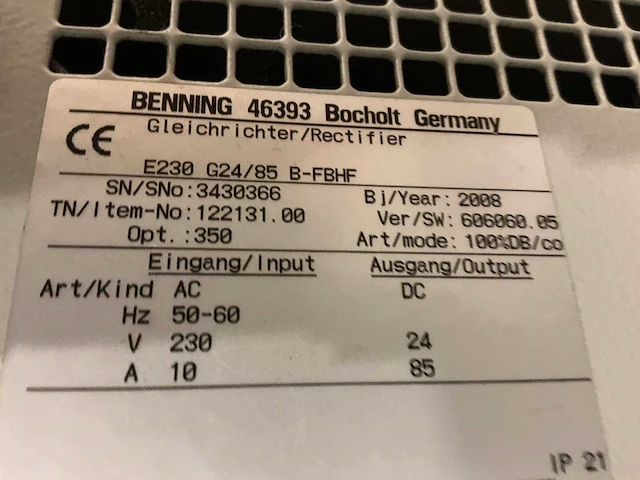 BENNING 46393 Bocholt Germany
CE Gleichrichter/Rectifier
E230 G24/85 B-FBHF
SN/SNo:3430366 Bj/Year: 2008
TN/Item-No:122131.00 Ver/SW: 606060.05
Opt.:350 Art/mode: 100%DB/co
Eingang/Input Ausgang/Output
Art/Kind AC DC
Hz 50-60
V 230 24
A 10 85
IP 21